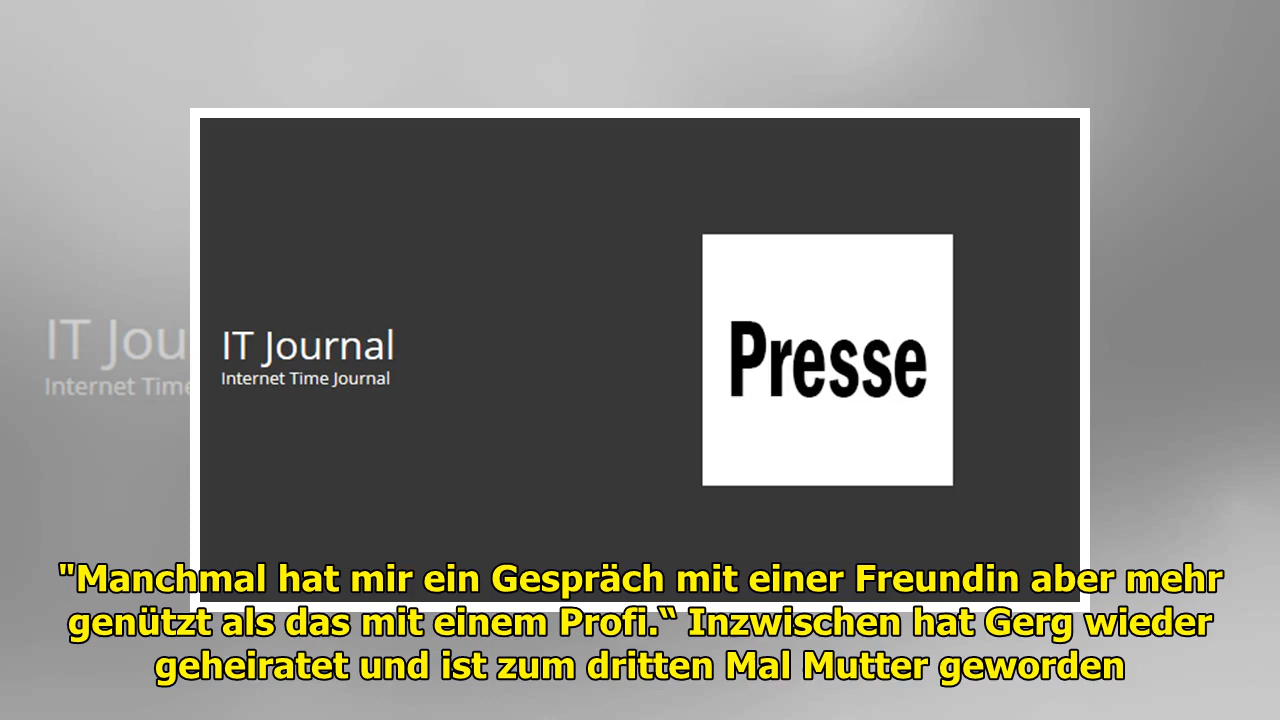 IT Jou
Internet Time
IT Journal
Internet Time Journal
Presse
"Manchmal hat mir ein Gespräch mit einer Freundin aber mehr
genützt als das mit einem Profi.“ Inzwischen hat Gerg wieder
geheiratet und ist zum dritten Mal Mutter geworden